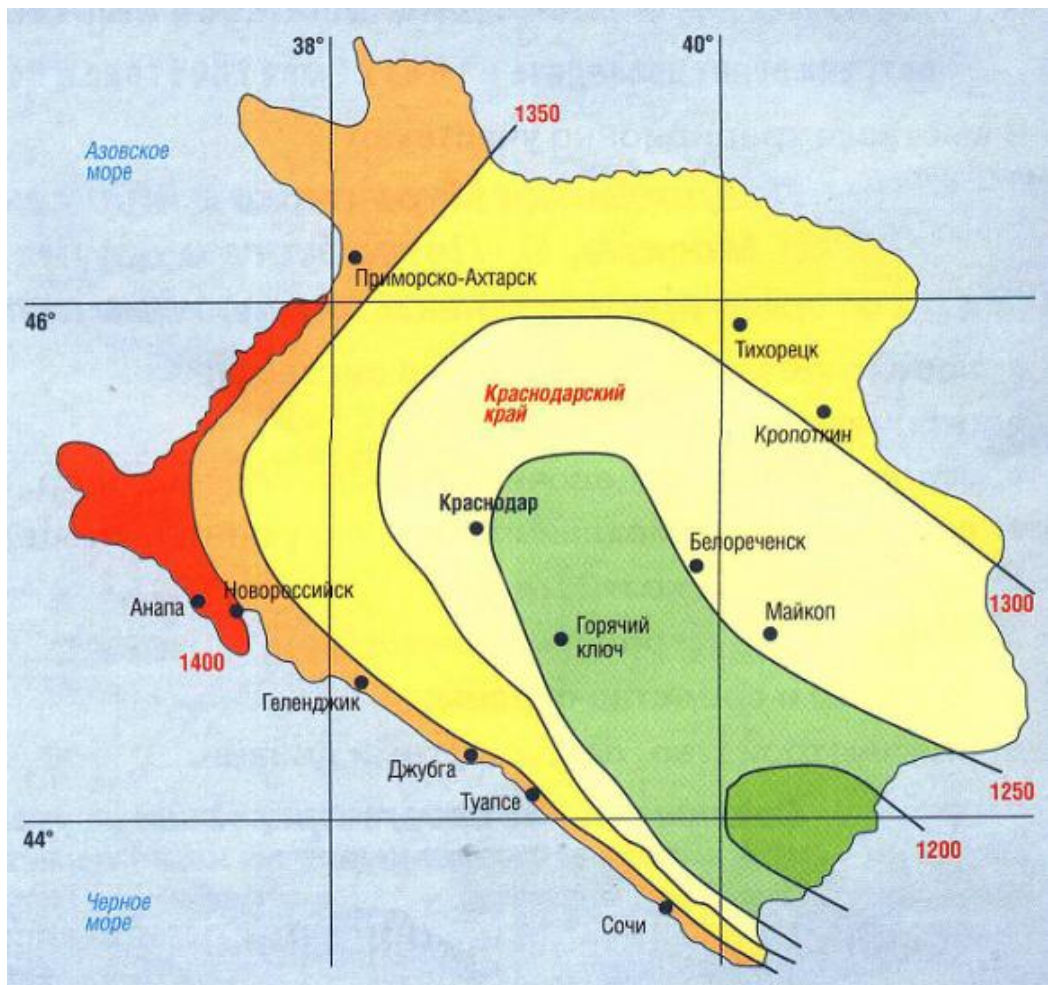 38°
40°
1350
Азовское
море
Приморско-Ахтарск
46°
Тихорецк
Краснодарский
край
Кропоткин
Краснодар
Белореченск
Новороссийск
Анапа
1300
Майкоп
Горячий
ключ
1400
Геленджик
Джубга
1250
Туапсе
44°
1200
Черное
море
Сочи